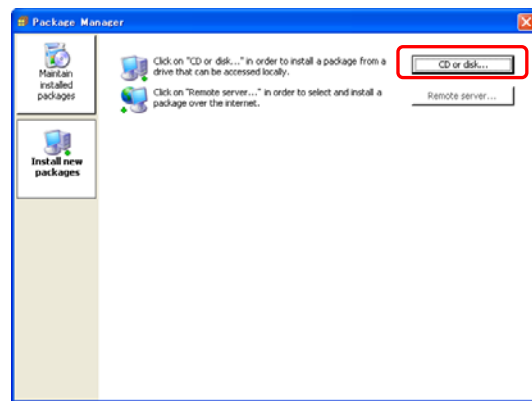 Package Manager
Maintain
installed
packages
Install new
packages
Click on "CD or disk..." in order to install a package from a
drive that can be accessed locally.
CD or disk...
Click on "Remote server..." in order to select and install a
package over the internet.
Remote server...